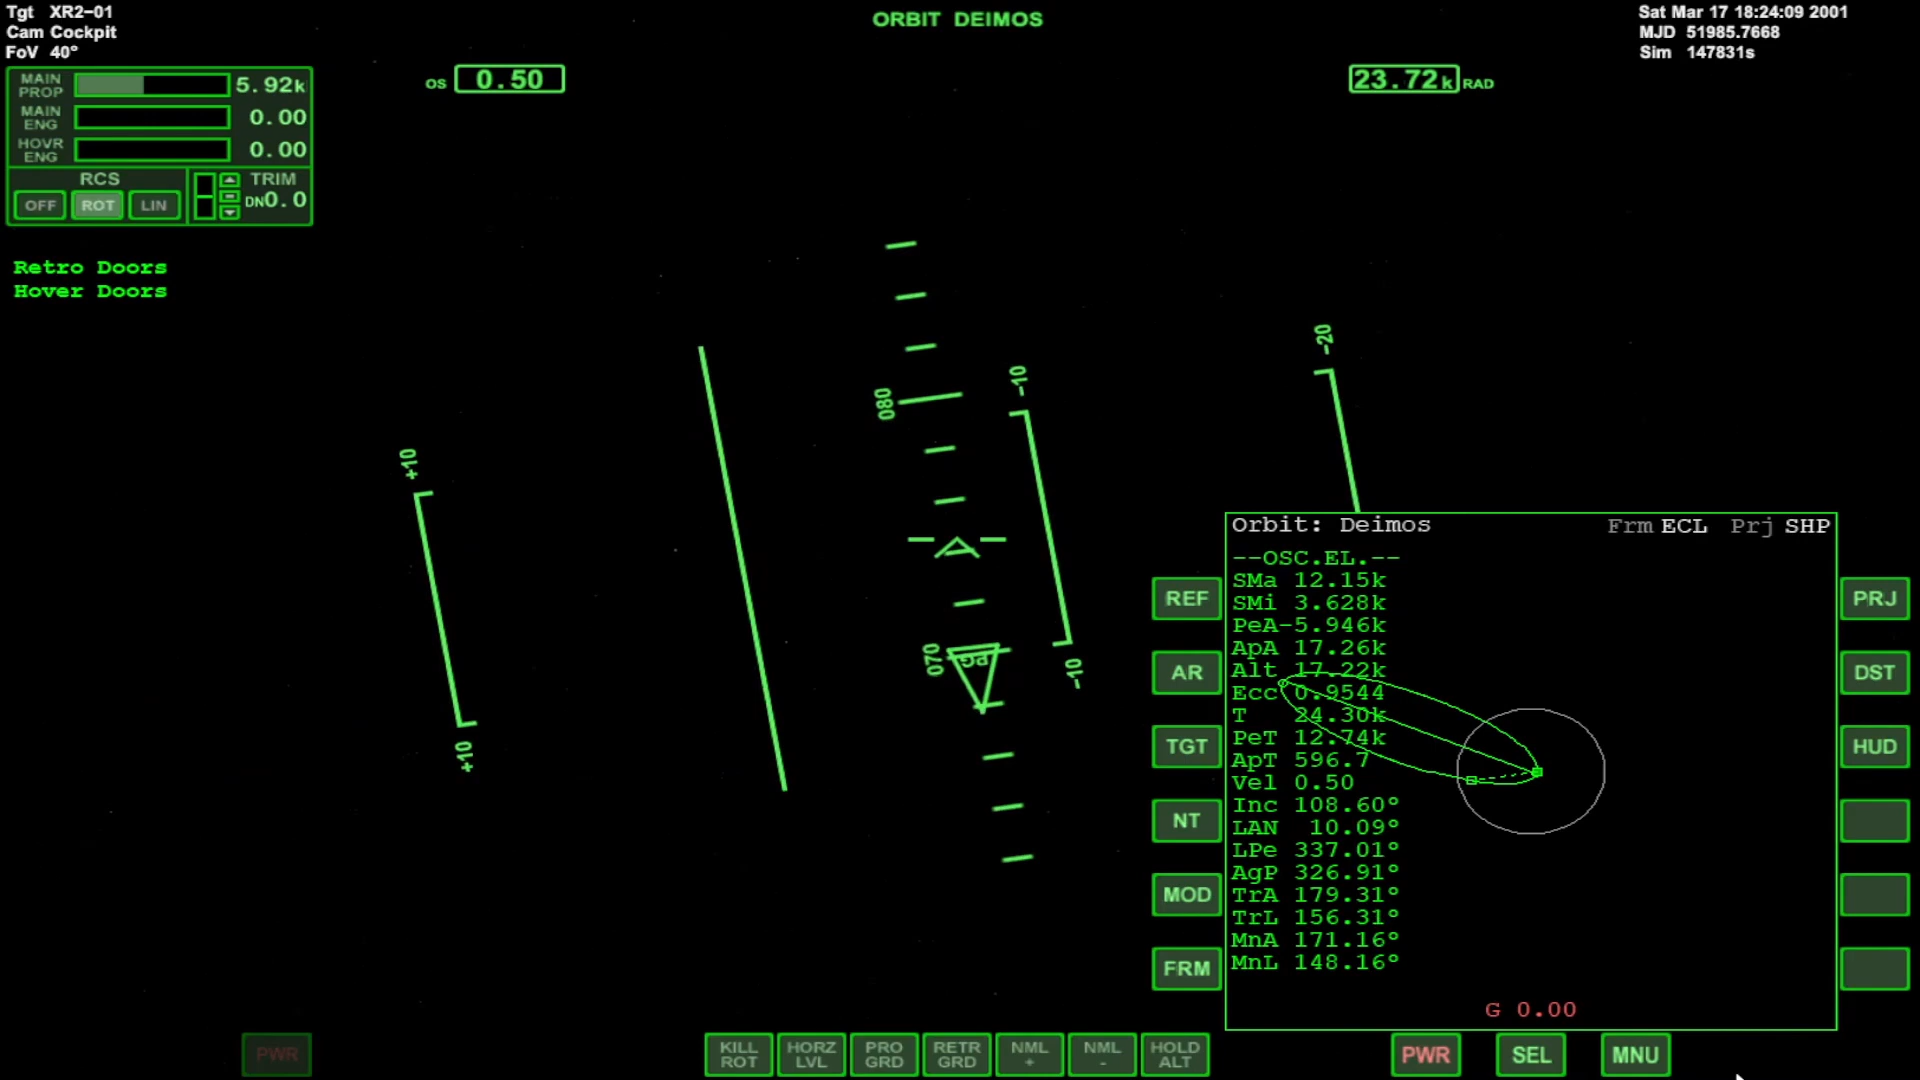 Tgt XR2-01
Cam Cockpit
FoV 40°
ORBIT DEIMOS
Sat Mar 17 18:24:09 2001
MJD 51985.7668
Sim 147831s
MAIN PROP 5.92k
MAIN ENG 0.00
HOVR ENG 0.00
RCS
OFF ROT LIN
TRIM
DN0.0
OS 0.50
23.72k RAD
Retro Doors
Hover Doors
-20
-10
080
+10
070
PG
-10
+10
Orbit: Deimos Frm ECL Prj SHP
--OSC.EL.--
SMa 12.15k
SMi 3.628k
PeA-5.946k
ApA 17.26k
Alt 17.22k
Ecc 0.9544
T 24.30k
PeT 12.74k
ApT 596.7
Vel 0.50
Inc 108.60°
LAN 10.09°
LPe 337.01°
AgP 326.91°
TrA 179.31°
TrL 156.31°
MnA 171.16°
MnL 148.16°
G 0.00
REF
AR
TGT
NT
MOD
FRM
PRJ
DST
HUD
PWR
KILL ROT
HORZ LVL
PRO GRD
RETR GRD
NML +
NML -
HOLD ALT
PWR
SEL
MNU